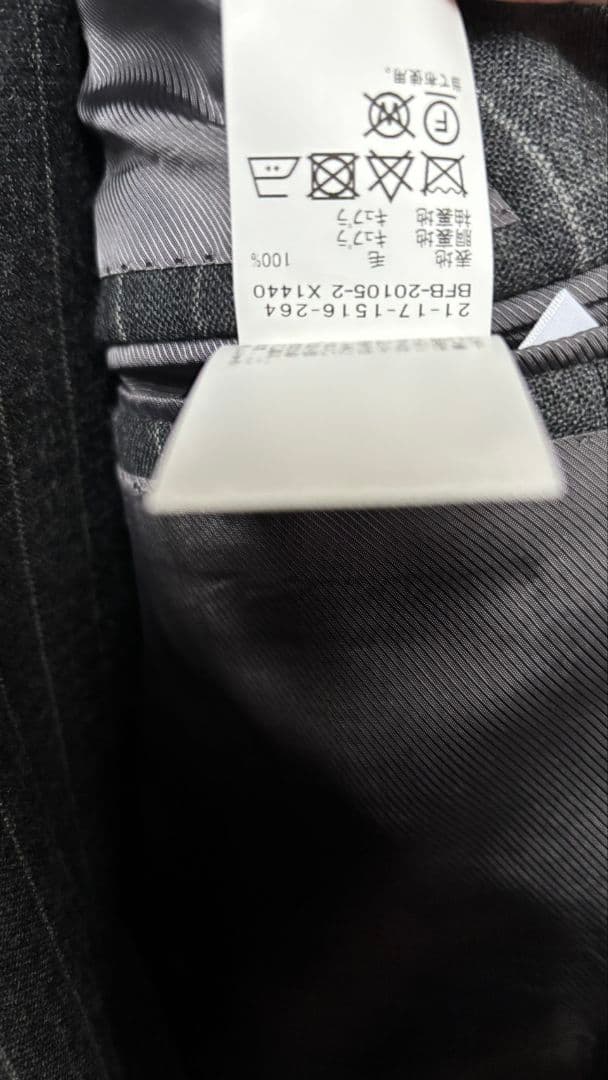 21-17-1516-264
BFB-20105-2 X1440
表地 毛 100%
胴裏地 キュプラ
袖裏地 キュプラ
F W
当て布使用。